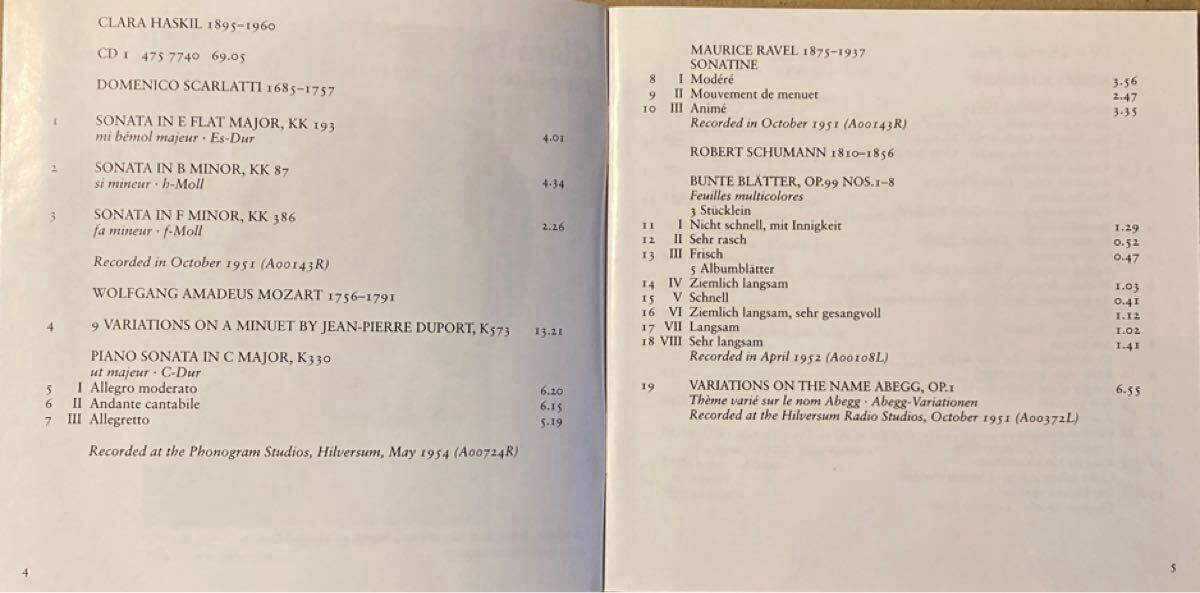 CLARA HASKIL 1895–1960
CD 1 475 7740 69.05
DOMENICO SCARLATTI 1685–1757
1 SONATA IN E FLAT MAJOR, KK 193
mi bémol majeur · Es-Dur 4.01
2 SONATA IN B MINOR, KK 87
si mineur · h-Moll 4.34
3 SONATA IN F MINOR, KK 386
fa mineur · f-Moll 2.26
Recorded in October 1951 (A00143R)
WOLFGANG AMADEUS MOZART 1756–1791
4 9 VARIATIONS ON A MINUET BY JEAN-PIERRE DUPORT, K573 13.21
PIANO SONATA IN C MAJOR, K330
ut majeur · C-Dur
5 I Allegro moderato 6.20
6 II Andante cantabile 6.15
7 III Allegretto 5.19
Recorded at the Phonogram Studios, Hilversum, May 1954 (A00724R)
4
MAURICE RAVEL 1875–1937
SONATINE
8 I Modéré 3.56
9 II Mouvement de menuet 2.47
10 III Animé 3.35
Recorded in October 1951 (A00143R)
ROBERT SCHUMANN 1810–1856
BUNTE BLÄTTER, OP.99 NOS.1–8
Feuilles multicolores
3 Stücklein
11 I Nicht schnell, mit Innigkeit 1.29
12 II Sehr rasch 0.52
13 III Frisch 0.47
5 Albumblätter
14 IV Ziemlich langsam 1.03
15 V Schnell 0.41
16 VI Ziemlich langsam, sehr gesangvoll 1.12
17 VII Langsam 1.02
18 VIII Sehr langsam 1.41
Recorded in April 1952 (A00108L)
19 VARIATIONS ON THE NAME ABEGG, OP.1 6.55
Thème varié sur le nom Abegg · Abegg-Variationen
Recorded at the Hilversum Radio Studios, October 1951 (A00372L)
5